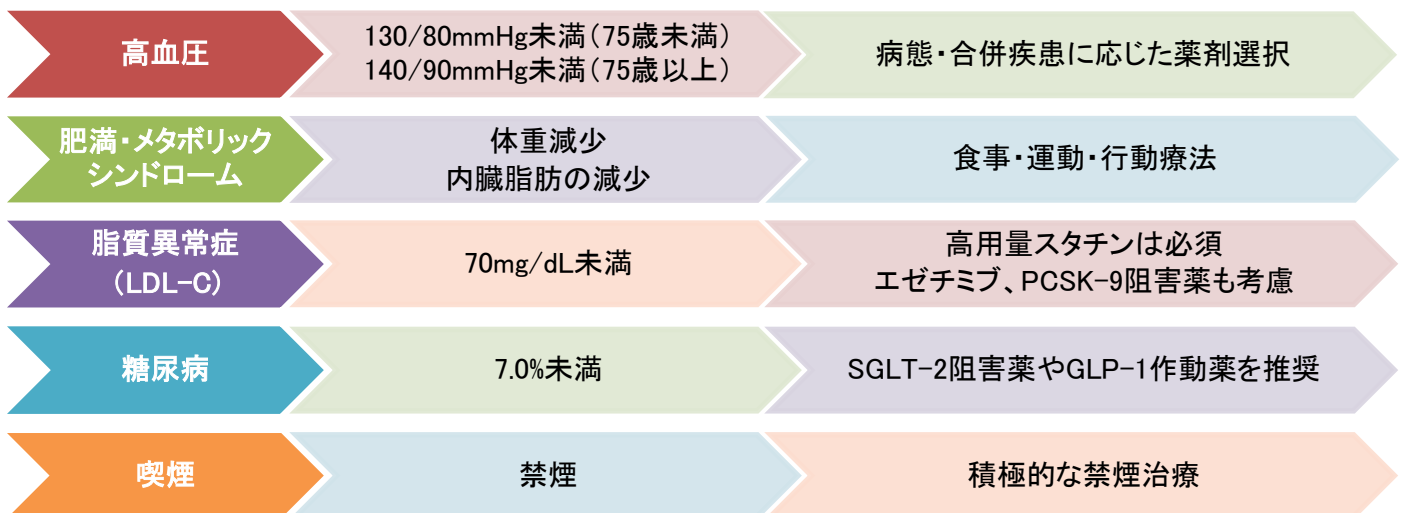 高血圧
130/80mmHg未満(75歳未満)
140/90mmHg未満(75歳以上)
病態・合併疾患に応じた薬剤選択
肥満・メタボリック
シンドローム
体重減少
内臓脂肪の減少
食事・運動・行動療法
脂質異常症
(LDL-C)
70mg/dL未満
高用量スタチンは必須
エゼチミブ、PCSK-9阻害薬も考慮
糖尿病
7.0%未満
SGLT-2阻害薬やGLP-1作動薬を推奨
喫煙
禁煙
積極的な禁煙治療